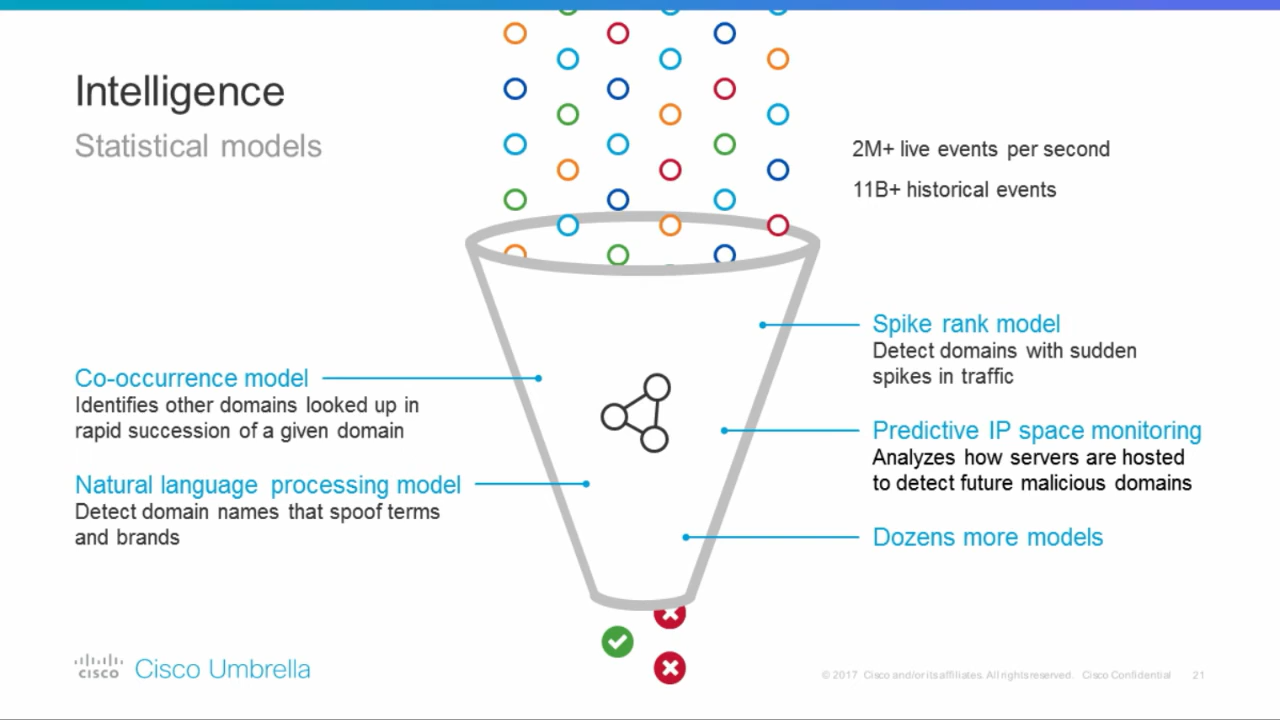 Intelligence
Statistical models
2M+ live events per second
11B+ historical events
Spike rank model
Detect domains with sudden
spikes in traffic
Co-occurrence model
Identifies other domains looked up in
rapid succession of a given domain
Predictive IP space monitoring
Analyzes how servers are hosted
to detect future malicious domains
Natural language processing model
Detect domain names that spoof terms
and brands
Dozens more models
CISCO Cisco Umbrella
© 2017 Cisco and/or its affiliates. All rights reserved. Cisco Confidential 21